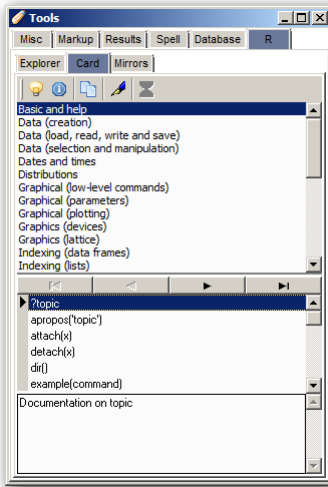 Tools
Misc Markup Results Spell Database R
Explorer Card Mirrors
Basic and help
Data (creation)
Data (load, read, write and save)
Data (selection and manipulation)
Dates and times
Distributions
Graphical (low-level commands)
Graphical (parameters)
Graphical (plotting)
Graphics (devices)
Graphics (lattice)
Indexing (data frames)
Indexing (lists)
?topic
apropos('topic')
attach(x)
detach(x)
dir()
example(command)
Documentation on topic